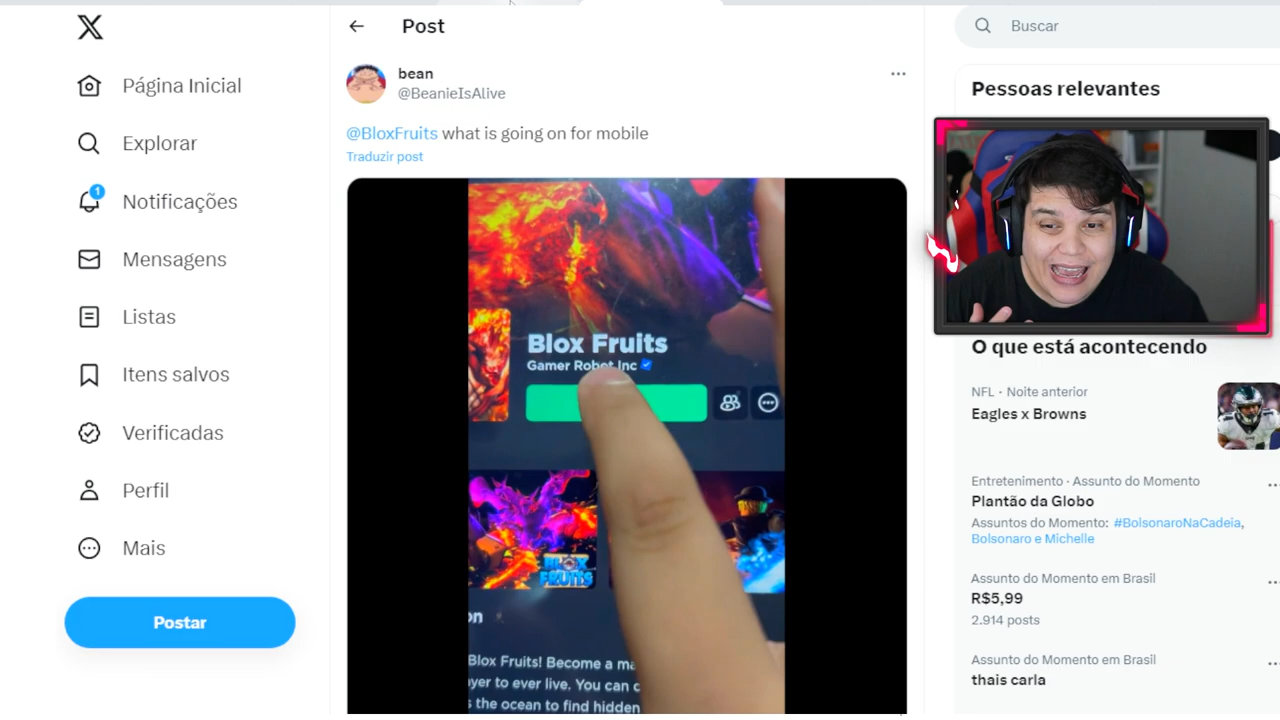 Post
Buscar
Página Inicial
Explorar
Notificações
1
Mensagens
Listas
Itens salvos
Verificadas
Perfil
Mais
Postar
bean
@BeanieIsAlive
@BloxFruits what is going on for mobile
Traduzir post
Blox Fruits
Gamer Robot Inc
BLOX
FRUITS
on
Blox Fruits! Become a ma
yer to ever live. You can
s the ocean to find hidden
Pessoas relevantes
O que está acontecendo
NFL · Noite anterior
Eagles x Browns
Entretenimento · Assunto do Momento
Plantão da Globo
Assuntos do Momento: #BolsonaroNaCadeia,
Bolsonaro e Michelle
Assunto do Momento em Brasil
R$5,99
2.914 posts
Assunto do Momento em Brasil
thais carla